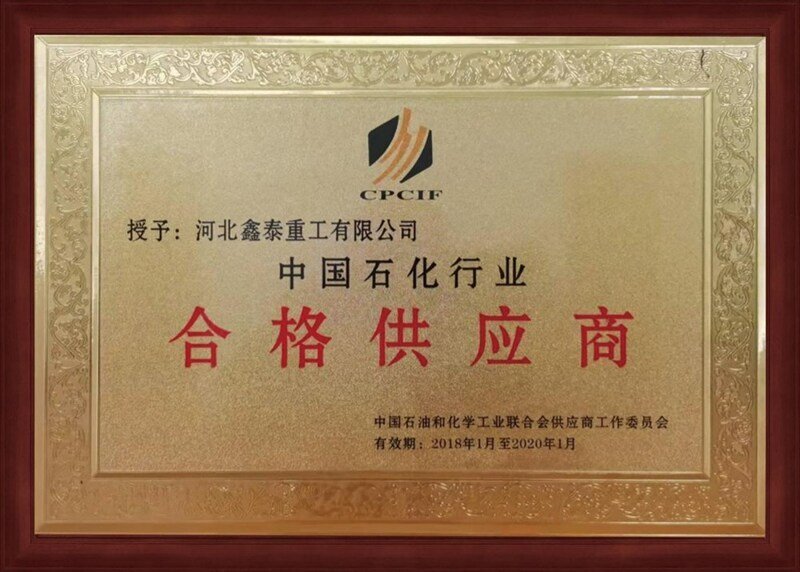 CPCIF
授予：河北鑫泰重工有限公司
中国石化行业
合格供应商
中国石油和化学工业联合会供应商工作委员会
有效期：2018年1月至2020年1月